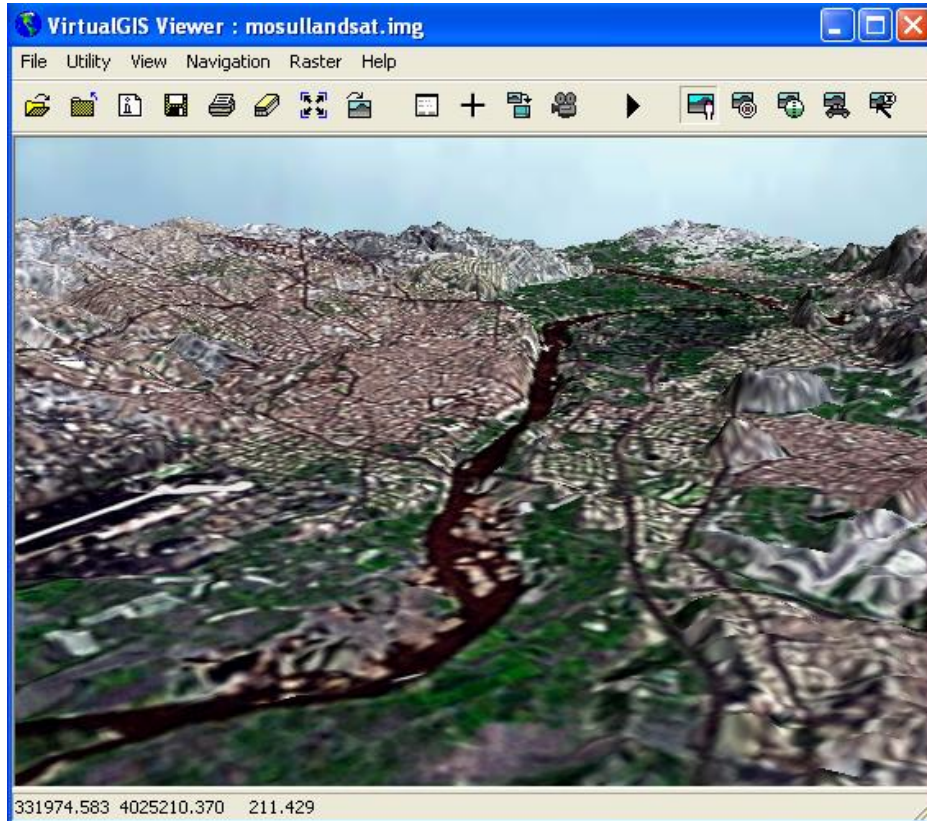 VirtualGIS Viewer : mosullandsat.img
File Utility View Navigation Raster Help
331974.583 4025210.370 211.429